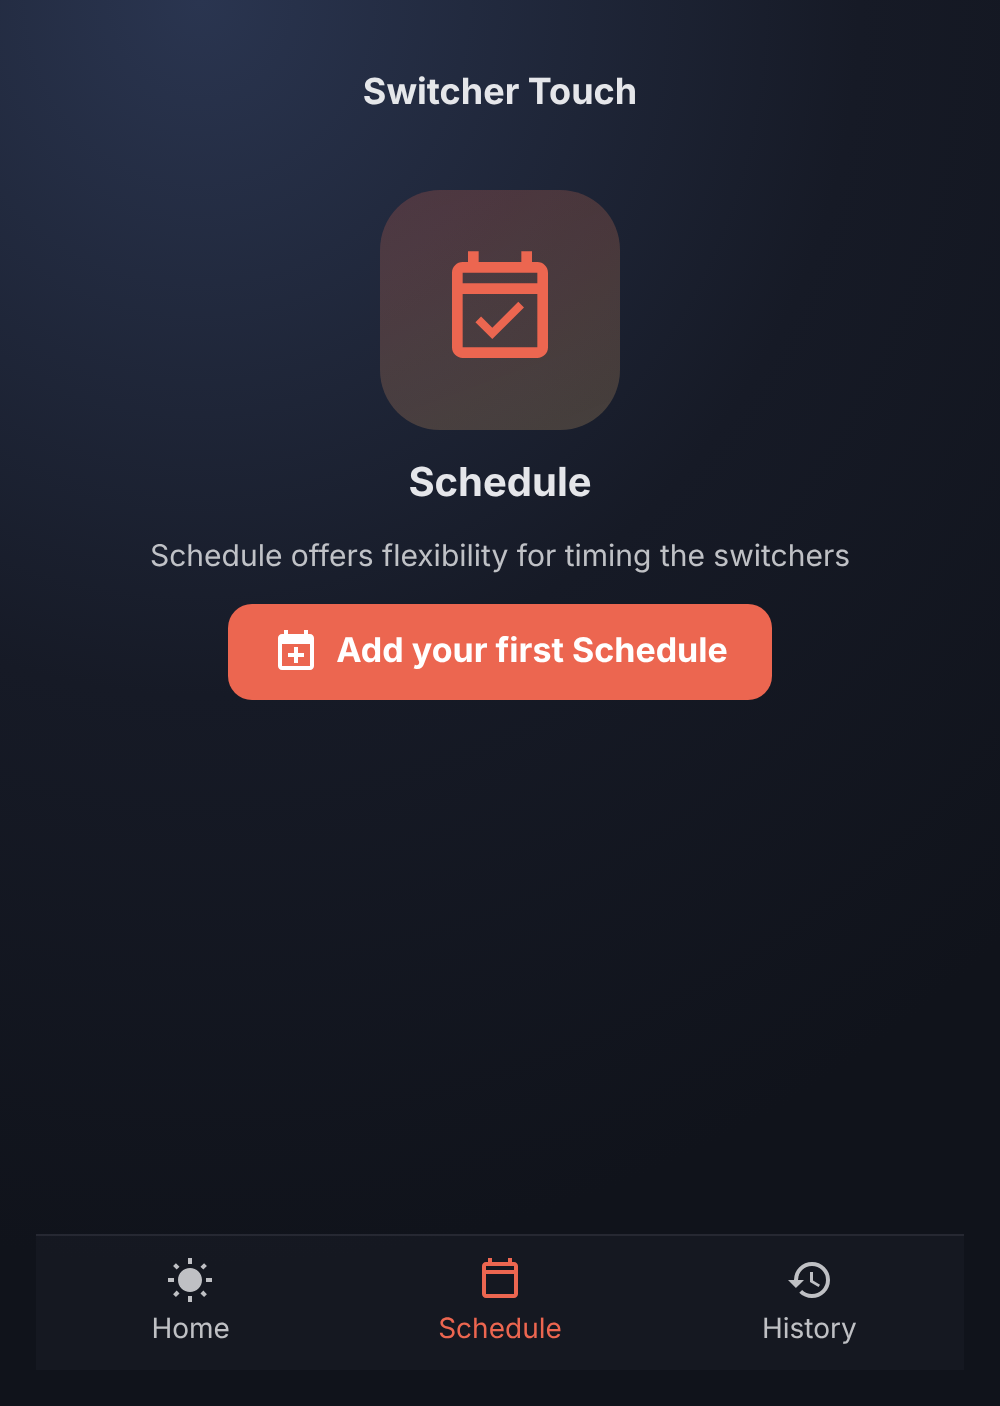 Switcher Touch
Schedule
Schedule offers flexibility for timing the switchers
Add your first Schedule
Home
Schedule
History